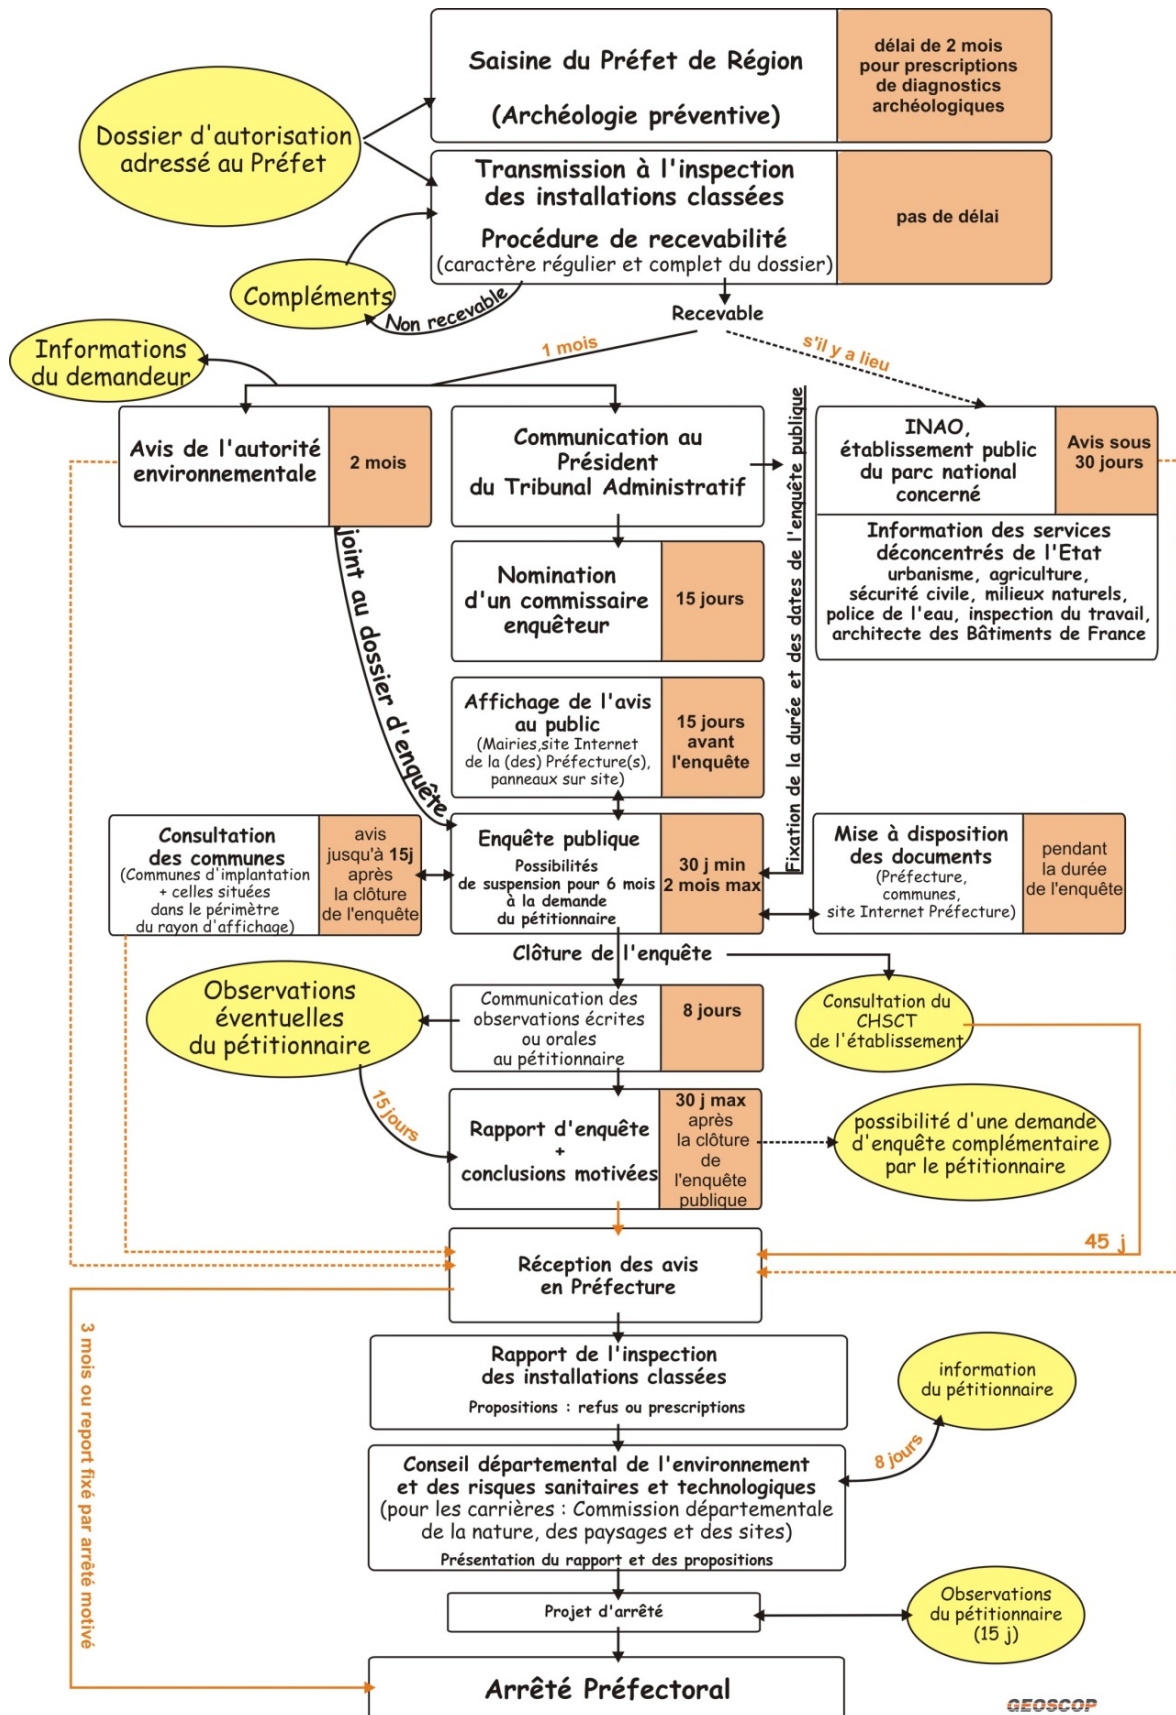 Saisine du Préfet de Région
(Archéologie préventive)
délai de 2 mois
pour prescriptions
de diagnostics
archéologiques
Dossier d'autorisation
adressé au Préfet
Transmission à l'inspection
des installations classées
Procédure de recevabilité
(caractère régulier et complet du dossier)
pas de délai
Compléments
Non recevable
Recevable
Informations
du demandeur
1 mois
s'il y a lieu
Avis de l'autorité
environnementale
2 mois
Communication au
Président
du Tribunal Administratif
Fixation de la durée et des dates de l'enquête publique
INAO,
établissement public
du parc national
concerné
Avis sous
30 jours
Information des services
déconcentrés de l'Etat
urbanisme, agriculture,
sécurité civile, milieux naturels,
police de l'eau, inspection du travail,
architecte des Bâtiments de France
joint au dossier d'enquête
Nomination
d'un commissaire
enquêteur
15 jours
Affichage de l'avis
au public
(Mairies,site Internet
de la (des) Préfecture(s),
panneaux sur site)
15 jours
avant
l'enquête
Consultation
des communes
(Communes d'implantation
+ celles situées
dans le périmètre
du rayon d'affichage)
avis
jusqu'à 15j
après
la clôture
de l'enquête
Enquête publique
Possibilités
de suspension pour 6 mois
à la demande
du pétitionnaire
30 j min
2 mois max
Mise à disposition
des documents
(Préfecture,
communes,
site Internet Préfecture)
pendant
la durée
de l'enquête
Clôture de l'enquête
Observations
éventuelles
du pétitionnaire
Communication des
observations écrites
ou orales
au pétitionnaire
8 jours
Consultation du
CHSCT
de l'établissement
15 jours
Rapport d'enquête
+
conclusions motivées
30 j max
après
la clôture
de
l'enquête
publique
possibilité d'une demande
d'enquête complémentaire
par le pétitionnaire
45 j
Réception des avis
en Préfecture
3 mois ou report fixé par arrêté motivé
Rapport de l'inspection
des installations classées
Propositions : refus ou prescriptions
information
du pétitionnaire
8 jours
Conseil départemental de l'environnement
et des risques sanitaires et technologiques
(pour les carrières : Commission départementale
de la nature, des paysages et des sites)
Présentation du rapport et des propositions
Projet d'arrêté
Observations
du pétitionnaire
(15 j)
Arrêté Préfectoral
GEOSCOP